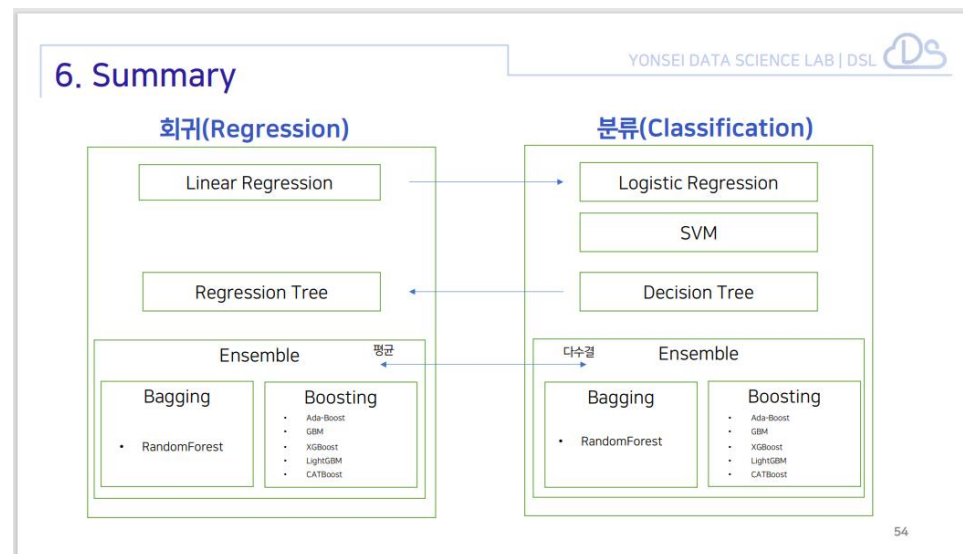 6. Summary
YONSEI DATA SCIENCE LAB | DSL
DS
회귀(Regression)
Linear Regression
Regression Tree
Ensemble
평균
Bagging
• RandomForest
Boosting
• Ada-Boost
• GBM
• XGBoost
• LightGBM
• CATBoost
분류(Classification)
Logistic Regression
SVM
Decision Tree
다수결
Ensemble
Bagging
• RandomForest
Boosting
• Ada-Boost
• GBM
• XGBoost
• LightGBM
• CATBoost
54